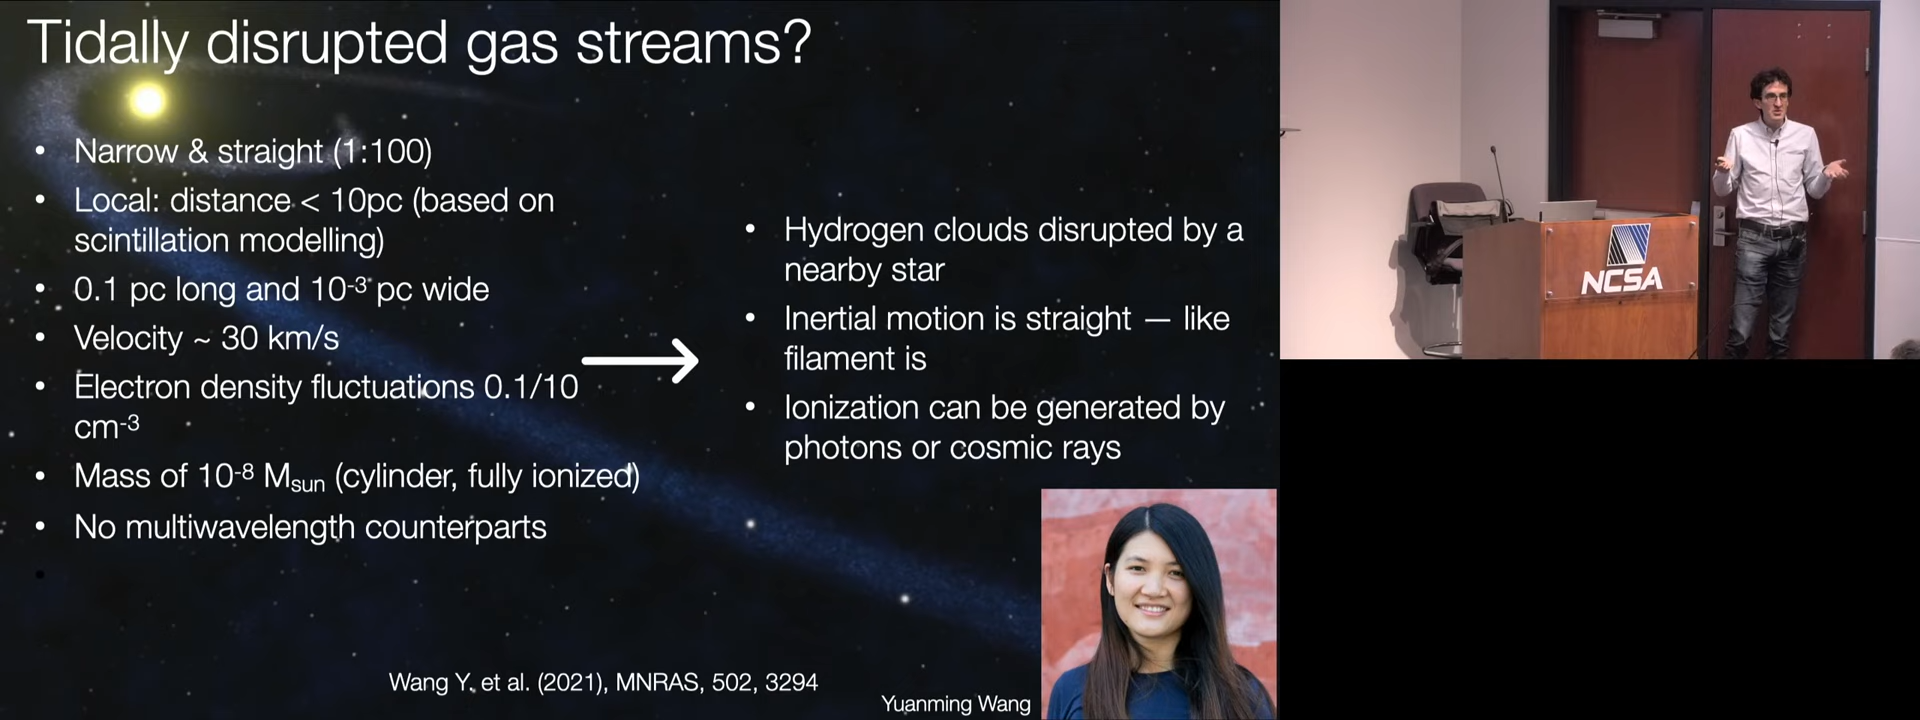 Tidally disrupted gas streams?
• Narrow & straight (1:100)
• Local: distance < 10pc (based on
scintillation modelling)
• 0.1 pc long and 10⁻³ pc wide
• Velocity ~ 30 km/s
• Electron density fluctuations 0.1/10
cm⁻³
• Mass of 10⁻⁸ Mₛᵤₙ (cylinder, fully ionized)
• No multiwavelength counterparts
•
• Hydrogen clouds disrupted by a
nearby star
• Inertial motion is straight — like
filament is
• Ionization can be generated by
photons or cosmic rays
Wang Y, et al. (2021), MNRAS, 502, 3294
Yuanming Wang
NCSA